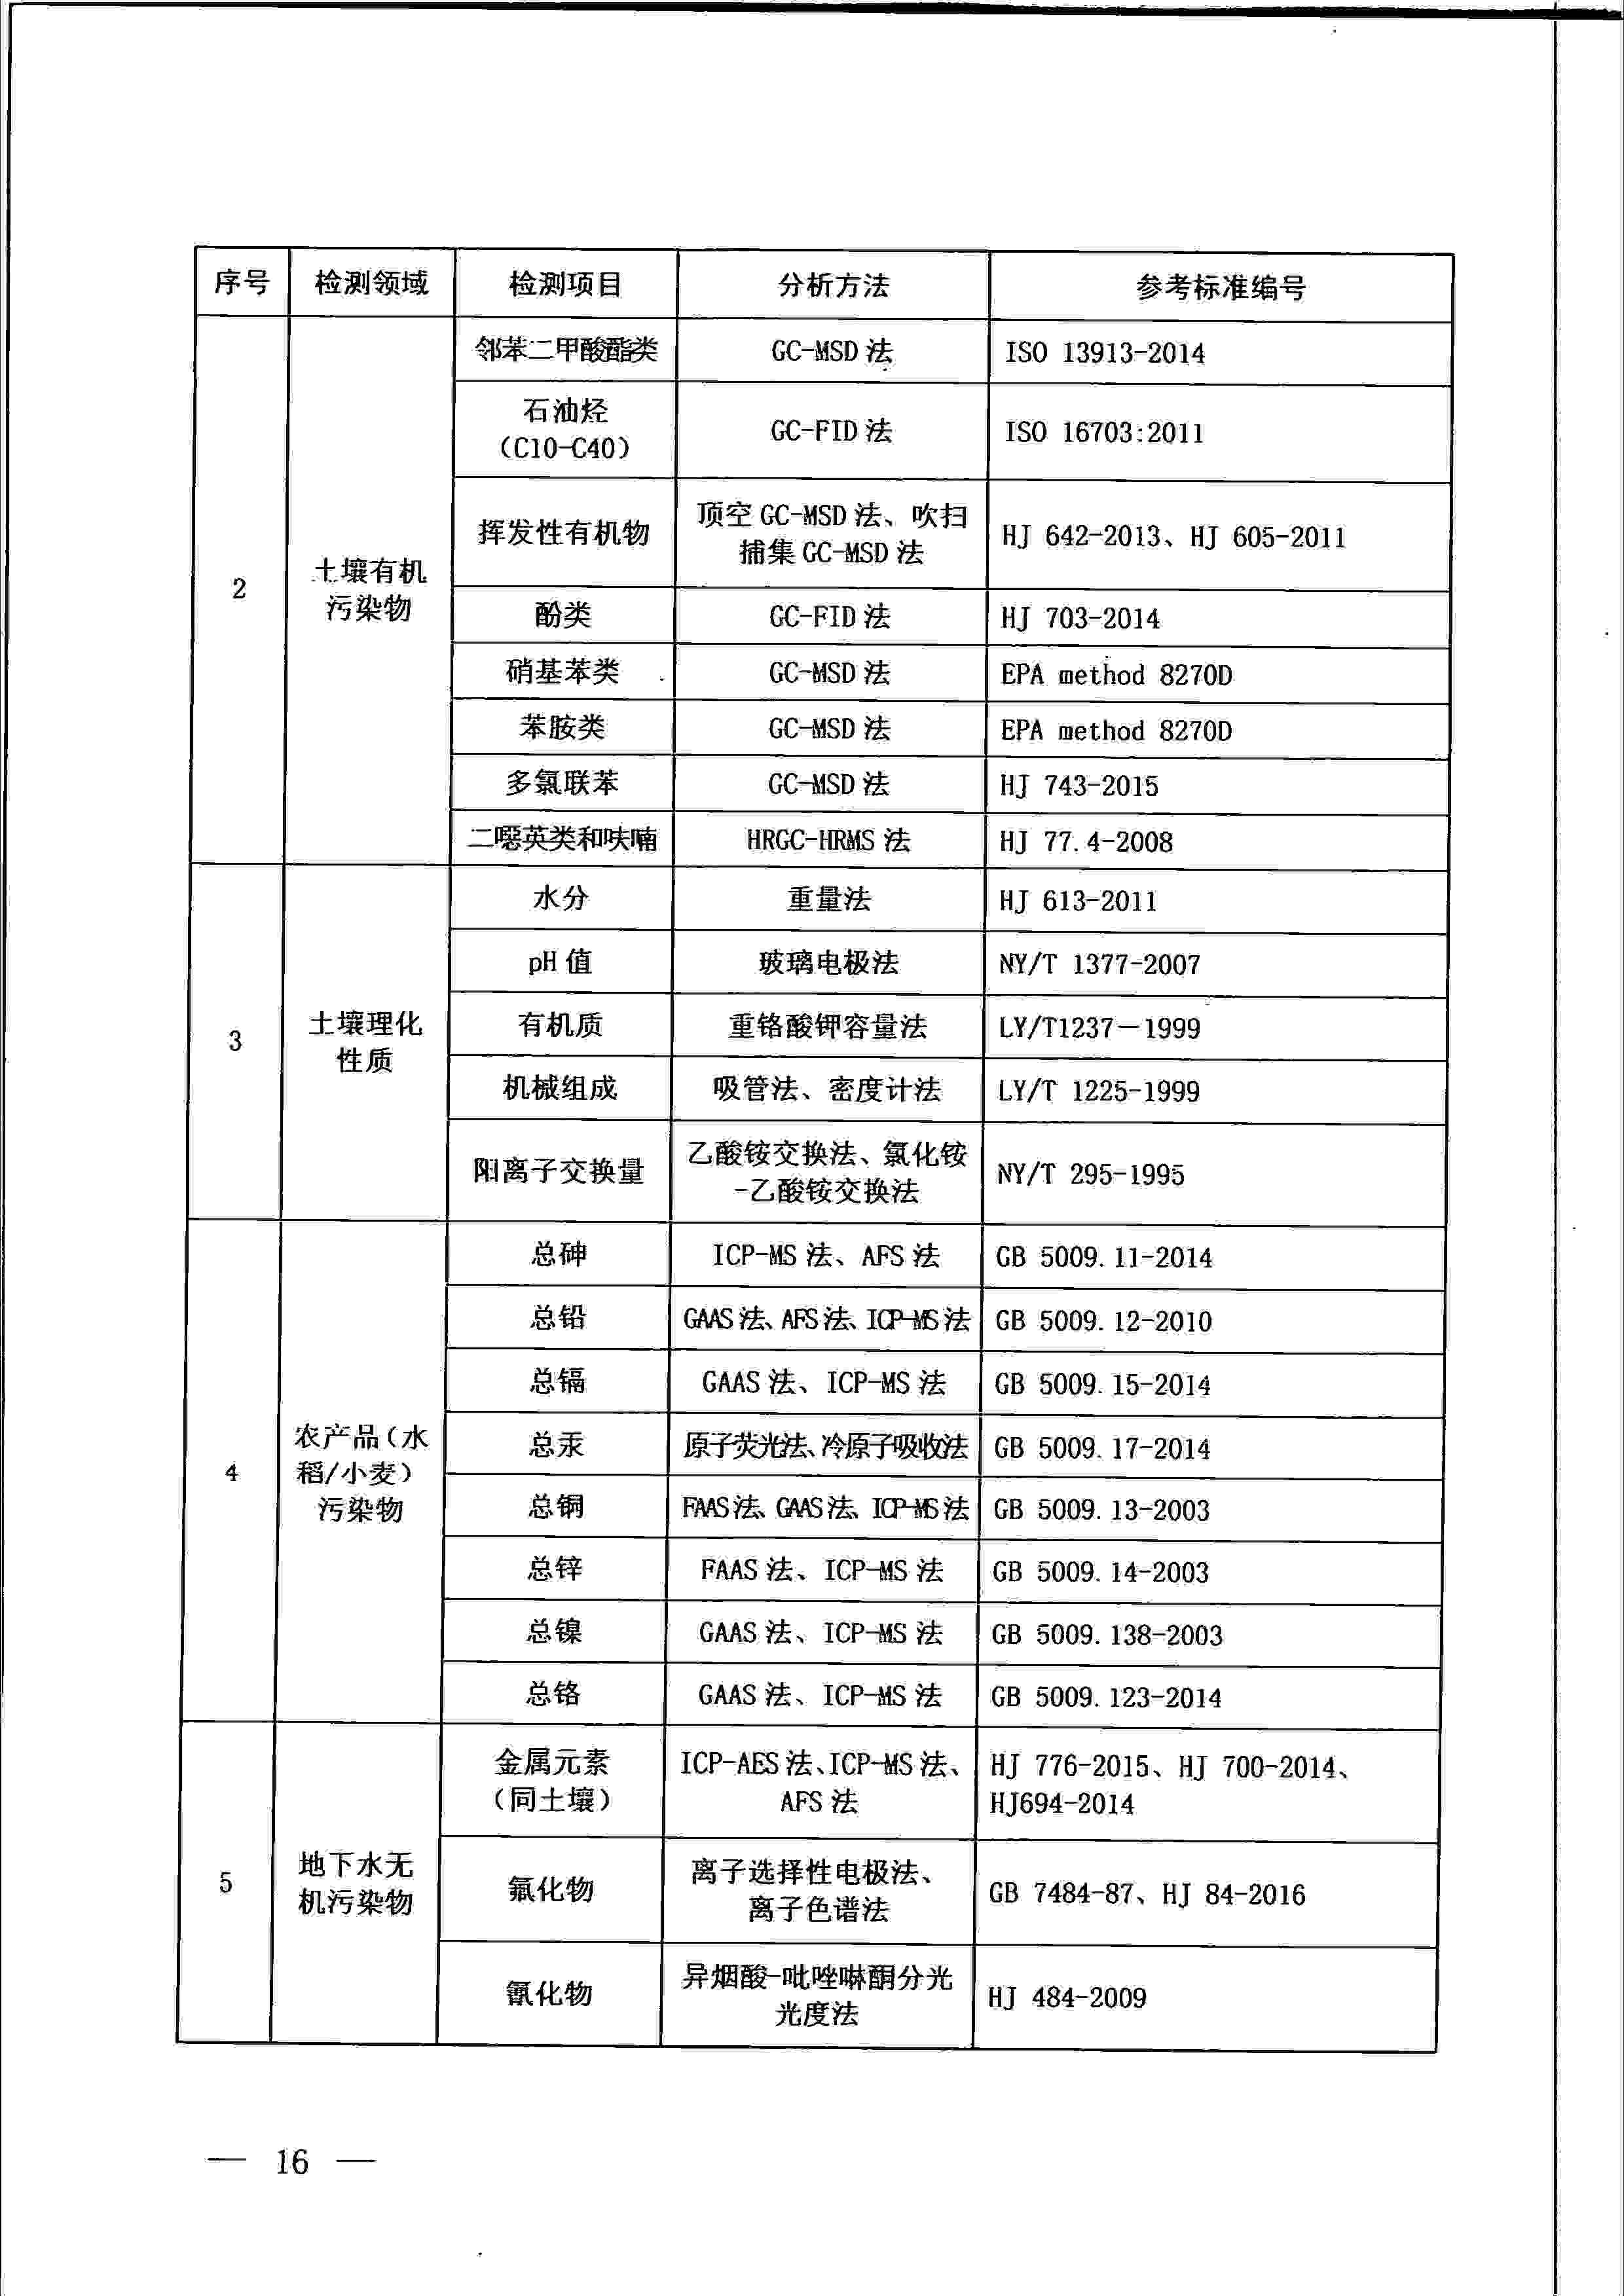 序号 检测领域 检测项目 分析方法 参考标准编号
2 土壤有机
污染物
邻苯二甲酸酯类 GC-MSD 法 ISO 13913-2014
石油烃
(C10-C40) GC-FID 法 ISO 16703:2011
挥发性有机物 顶空 GC-MSD 法、吹扫
捕集 GC-MSD 法 HJ 642-2013、HJ 605-2011
酚类 GC-FID 法 HJ 703-2014
硝基苯类 GC-MSD 法 EPA method 8270D
苯胺类 GC-MSD 法 EPA method 8270D
多氯联苯 GC-MSD 法 HJ 743-2015
二噁英类和呋喃 HRGC-HRMS 法 HJ 77.4-2008
3 土壤理化
性质
水分 重量法 HJ 613-2011
pH 值 玻璃电极法 NY/T 1377-2007
有机质 重铬酸钾容量法 LY/T1237－1999
机械组成 吸管法、密度计法 LY/T 1225-1999
阳离子交换量 乙酸铵交换法、氯化铵
-乙酸铵交换法 NY/T 295-1995
4 农产品（水
稻/小麦）
污染物
总砷 ICP-MS 法、AFS 法 GB 5009.11-2014
总铅 GAAS 法、AFS 法、ICP-MS 法 GB 5009.12-2010
总镉 GAAS 法、ICP-MS 法 GB 5009.15-2014
总汞 原子荧光法、冷原子吸收法 GB 5009.17-2014
总铜 FAAS 法、GAAS 法、ICP-MS 法 GB 5009.13-2003
总锌 FAAS 法、ICP-MS 法 GB 5009.14-2003
总镍 GAAS 法、ICP-MS 法 GB 5009.138-2003
总铬 GAAS 法、ICP-MS 法 GB 5009.123-2014
5 地下水无
机污染物
金属元素
（同土壤） ICP-AES 法、ICP-MS 法、
AFS 法 HJ 776-2015、HJ 700-2014、
HJ694-2014
氟化物 离子选择性电极法、
离子色谱法 GB 7484-87、HJ 84-2016
氰化物 异烟酸-吡唑啉酮分光
光度法 HJ 484-2009
— 16 —